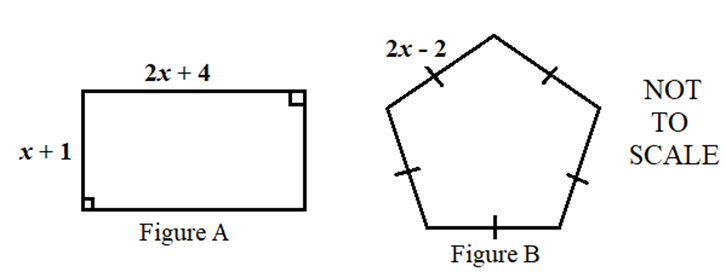 2x + 4
x + 1
Figure A
2x - 2
Figure B
NOT
TO
SCALE